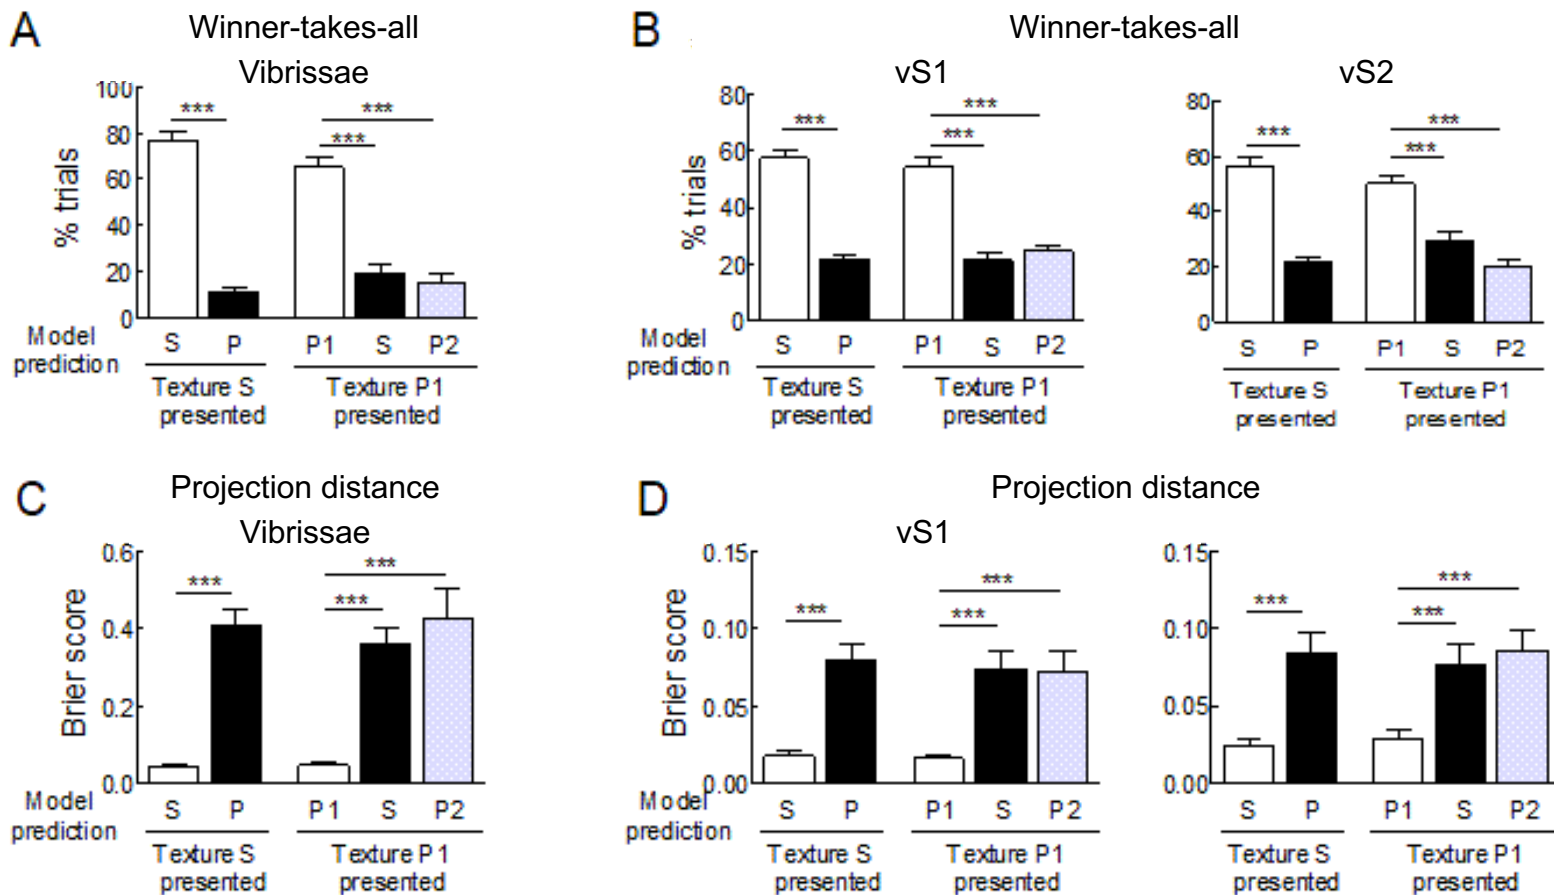 A
Winner-takes-all
Vibrissae
% trials
100
80
60
40
20
0
***
***
***
Model
prediction
S P P1 S P2
Texture S
presented
Texture P1
presented
B
Winner-takes-all
vS1
% trials
80
60
40
20
0
***
***
***
Model
prediction
S P P1 S P2
Texture S
presented
Texture P1
presented
vS2
80
60
40
20
0
***
***
***
S P P1 S P2
Texture S
presented
Texture P1
presented
C
Projection distance
Vibrissae
Brier score
0.6
0.4
0.2
0.0
***
***
***
Model
prediction
S P P1 S P2
Texture S
presented
Texture P1
presented
D
Projection distance
vS1
Brier score
0.15
0.10
0.05
0.00
***
***
***
Model
prediction
S P P1 S P2
Texture S
presented
Texture P1
presented
0.15
0.10
0.05
0.00
***
***
***
S P P1 S P2
Texture S
presented
Texture P1
presented